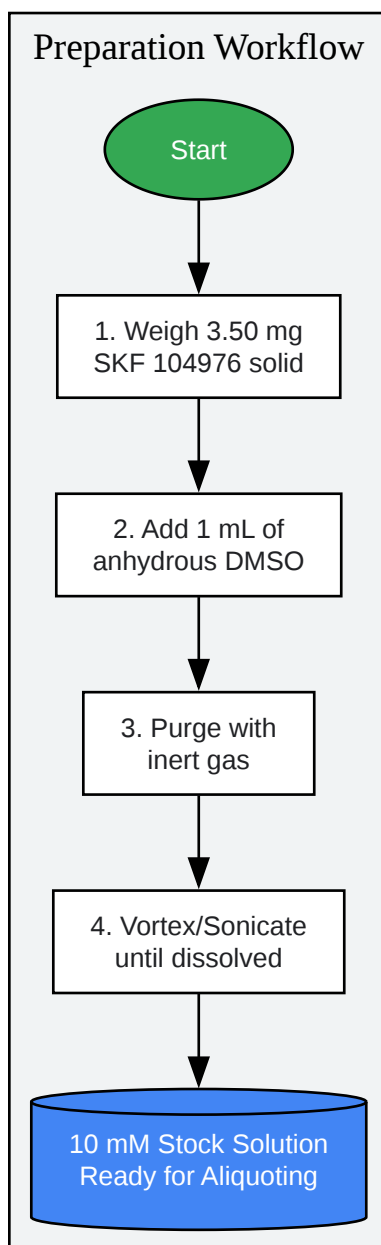 Preparation Workflow
Start
1. Weigh 3.50 mg
SKF 104976 solid
2. Add 1 mL of
anhydrous DMSO
3. Purge with
inert gas
4. Vortex/Sonicate
until dissolved
10 mM Stock Solution
Ready for Aliquoting